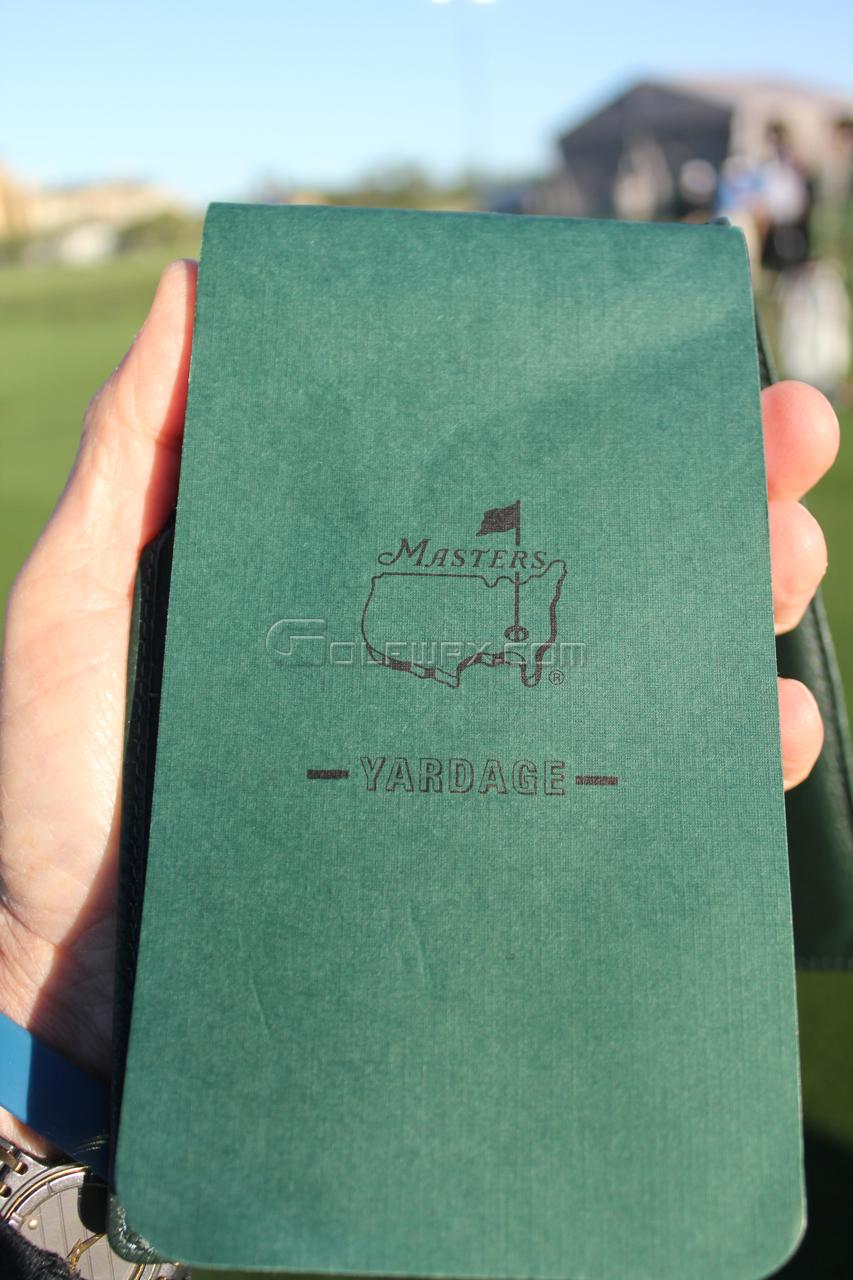 MASTERS
GOLFWRX.COM
®
— YARDAGE —